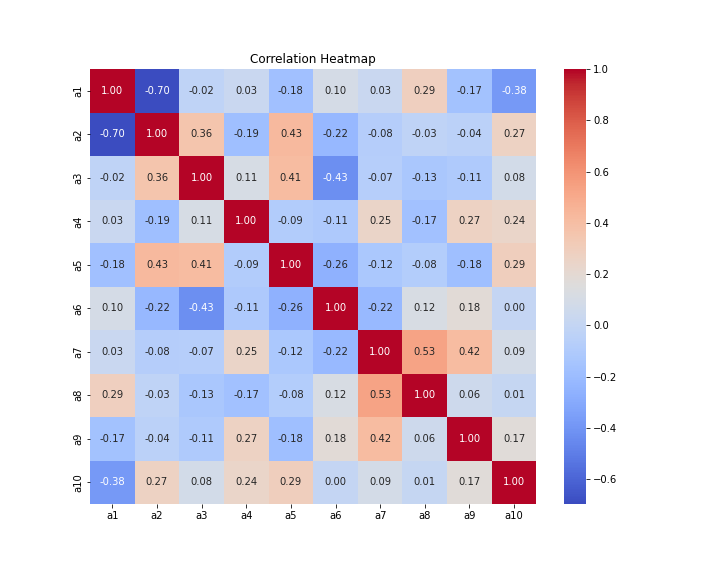 Correlation Heatmap
a1 1.00 -0.70 -0.02 0.03 -0.18 0.10 0.03 0.29 -0.17 -0.38
a2 -0.70 1.00 0.36 -0.19 0.43 -0.22 -0.08 -0.03 -0.04 0.27
a3 -0.02 0.36 1.00 0.11 0.41 -0.43 -0.07 -0.13 -0.11 0.08
a4 0.03 -0.19 0.11 1.00 -0.09 -0.11 0.25 -0.17 0.27 0.24
a5 -0.18 0.43 0.41 -0.09 1.00 -0.26 -0.12 -0.08 -0.18 0.29
a6 0.10 -0.22 -0.43 -0.11 -0.26 1.00 -0.22 0.12 0.18 0.00
a7 0.03 -0.08 -0.07 0.25 -0.12 -0.22 1.00 0.53 0.42 0.09
a8 0.29 -0.03 -0.13 -0.17 -0.08 0.12 0.53 1.00 0.06 0.01
a9 -0.17 -0.04 -0.11 0.27 -0.18 0.18 0.42 0.06 1.00 0.17
a10 -0.38 0.27 0.08 0.24 0.29 0.00 0.09 0.01 0.17 1.00
a1 a2 a3 a4 a5 a6 a7 a8 a9 a10
1.0
0.8
0.6
0.4
0.2
0.0
−0.2
−0.4
−0.6